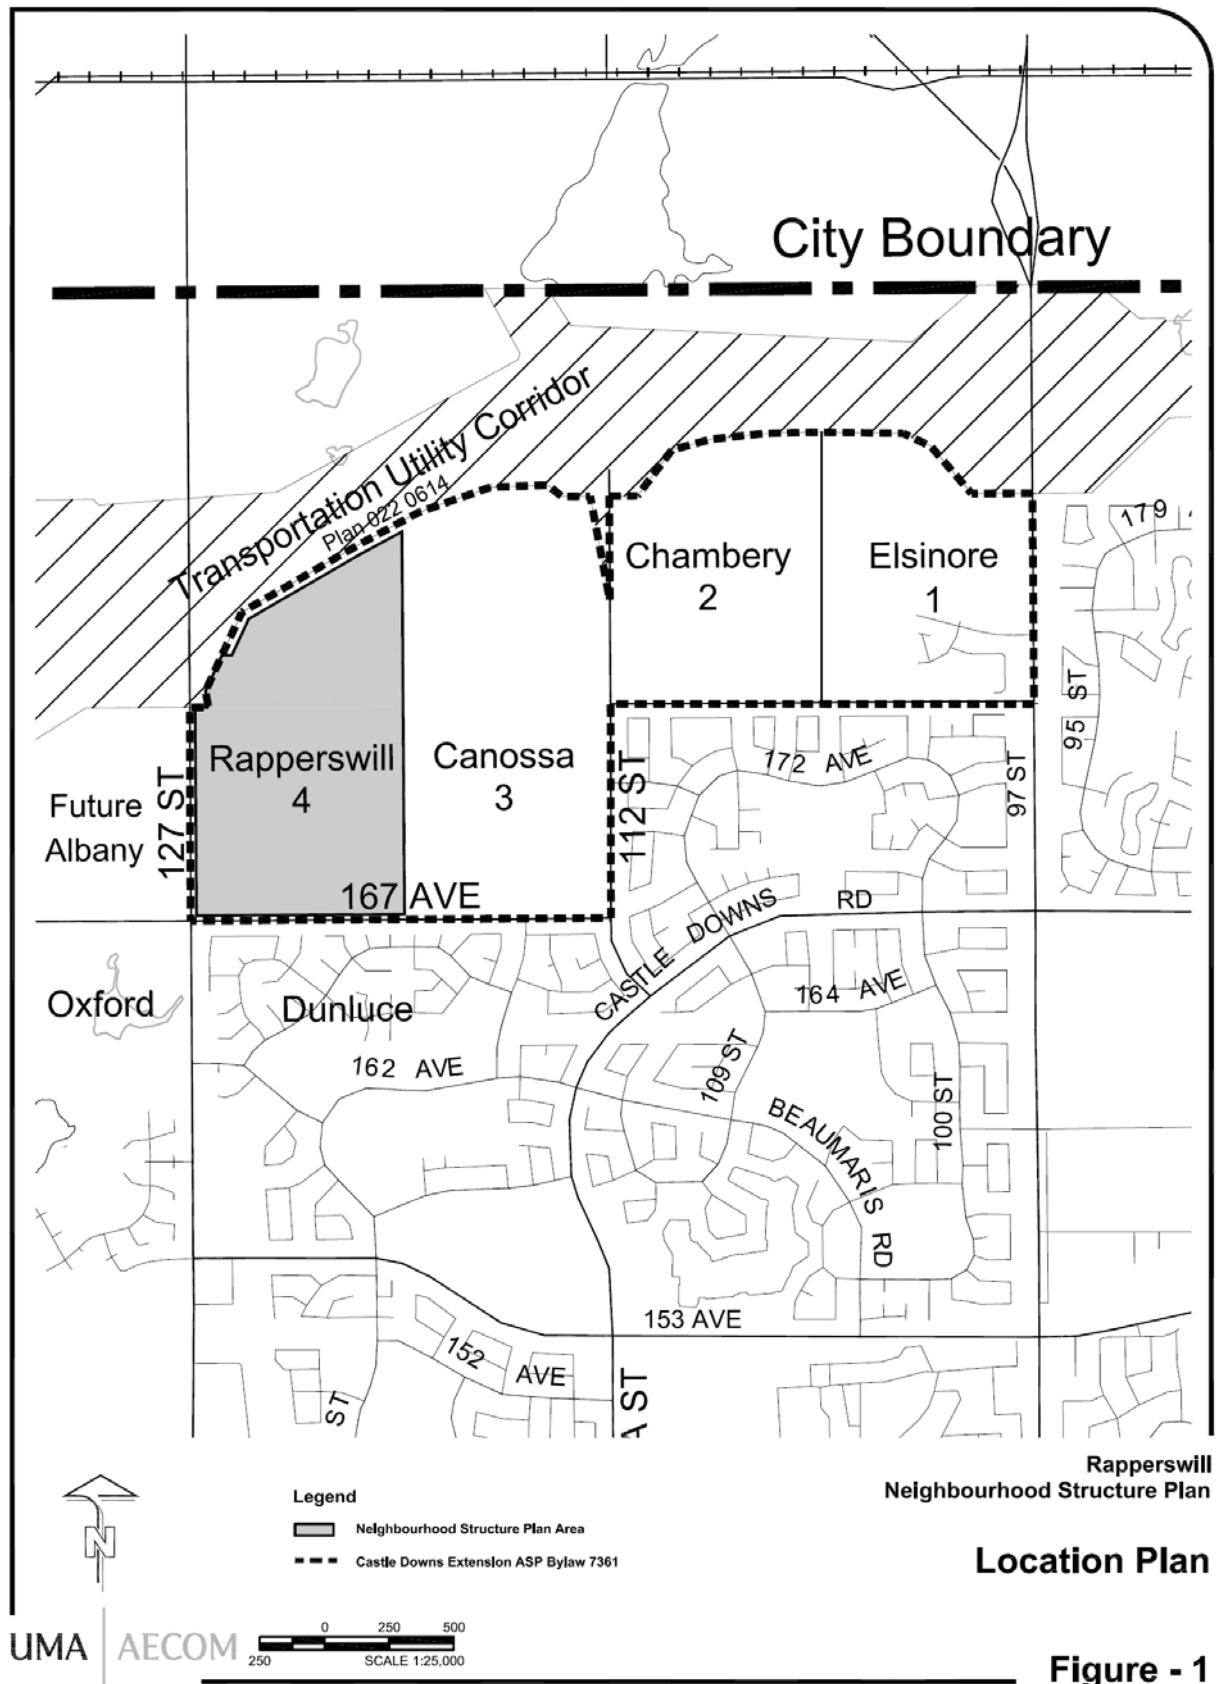 City Boundary
Transportation Utility Corridor
Plan 022 0614
179
Chambery
2
Elsinore
1
95 ST
Rapperswill
4
Canossa
3
172 AVE
97 ST
112 ST
127 ST
Future
Albany
167 AVE
CASTLE DOWNS RD
Oxford
Dunluce
164 AVE
162 AVE
109 ST
100 ST
BEAUMARIS RD
153 AVE
152 AVE
ST
A ST
Rapperswill
Neighbourhood Structure Plan
Legend
Neighbourhood Structure Plan Area
Castle Downs Extension ASP Bylaw 7361
N
Location Plan
UMA AECOM
0 250 500
250 SCALE 1:25,000
Figure - 1